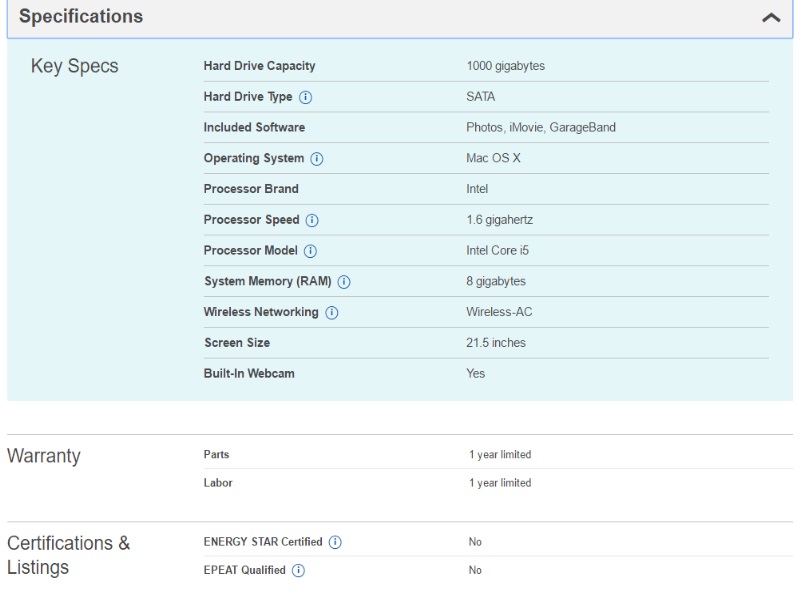 Specifications
Key Specs
Hard Drive Capacity 1000 gigabytes
Hard Drive Type SATA
Included Software Photos, iMovie, GarageBand
Operating System Mac OS X
Processor Brand Intel
Processor Speed 1.6 gigahertz
Processor Model Intel Core i5
System Memory (RAM) 8 gigabytes
Wireless Networking Wireless-AC
Screen Size 21.5 inches
Built-In Webcam Yes
Warranty
Parts 1 year limited
Labor 1 year limited
Certifications &
Listings
ENERGY STAR Certified No
EPEAT Qualified No